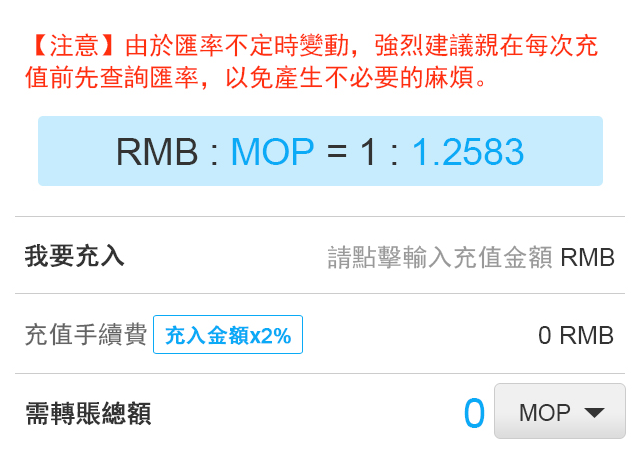 【注意】由於匯率不定時變動，強烈建議親在每次充
值前先查詢匯率，以免產生不必要的麻煩。
RMB : MOP = 1 : 1.2583
我要充入 請點擊輸入充值金額 RMB
充值手續費 充入金額x2% 0 RMB
需轉賬總額 0 MOP